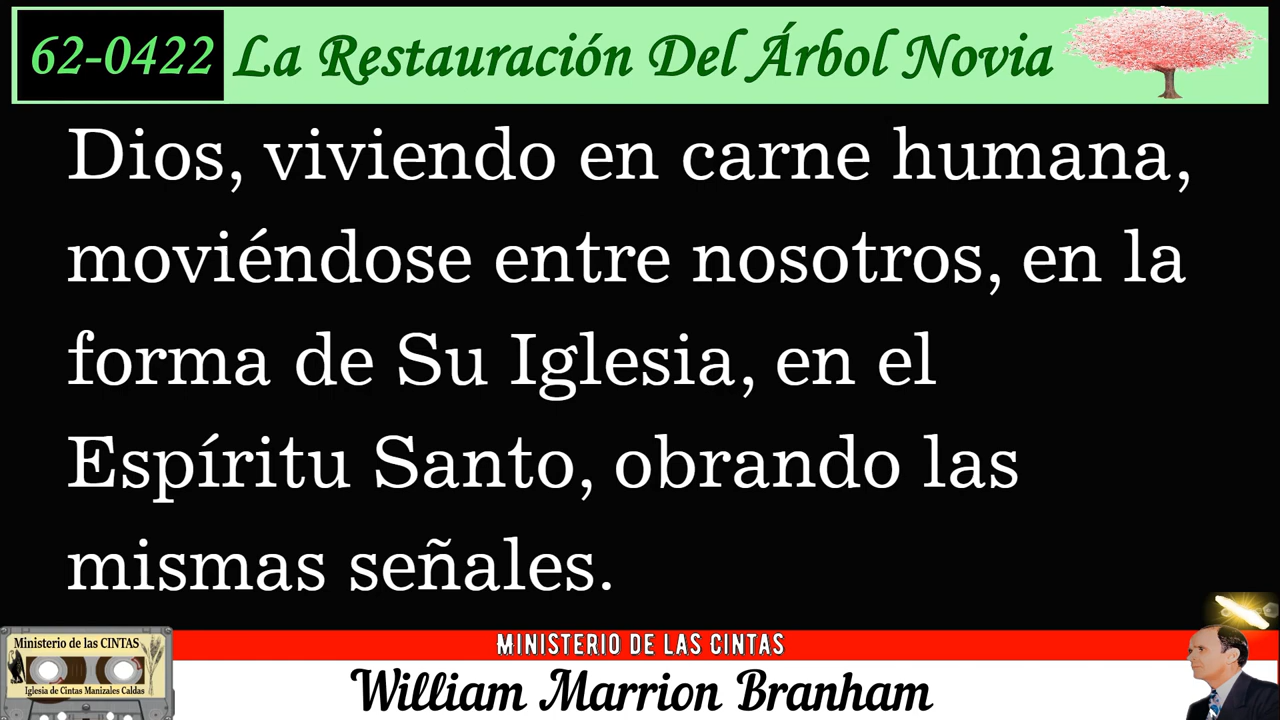 62-0422 La Restauración Del Árbol Novia
Dios, viviendo en carne humana,
moviéndose entre nosotros, en la
forma de Su Iglesia, en el
Espíritu Santo, obrando las
mismas señales.
Ministerio de las CINTAS
Iglesia de Cintas Manizales Caldas
MINISTERIO DE LAS CINTAS
William Marrion Branham